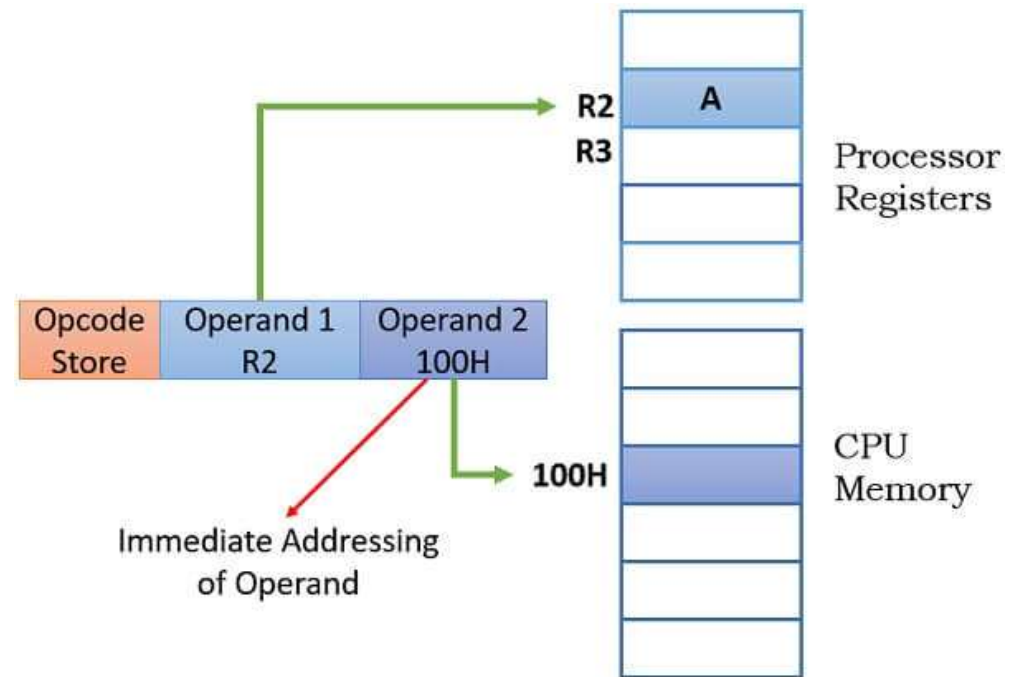 R2
A
R3
Processor
Registers
Opcode
Store
Operand 1
R2
Operand 2
100H
100H
CPU
Memory
Immediate Addressing
of Operand